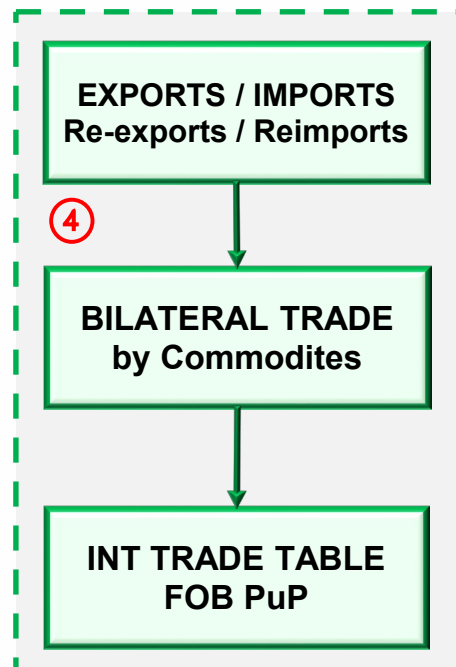 EXPORTS / IMPORTS
Re-exports / Reimports
4
BILATERAL TRADE
by Commodites
INT TRADE TABLE
FOB PuP